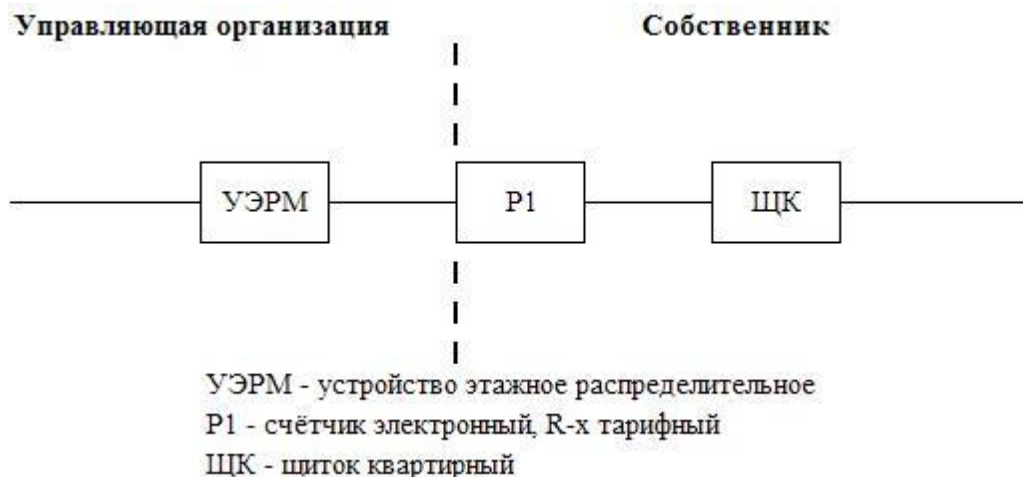 Управляющая организация Собственник
УЭРМ Р1 ЩК
УЭРМ - устройство этажное распределительное
Р1 - счётчик электронный, R-х тарифный
ЩК - щиток квартирный